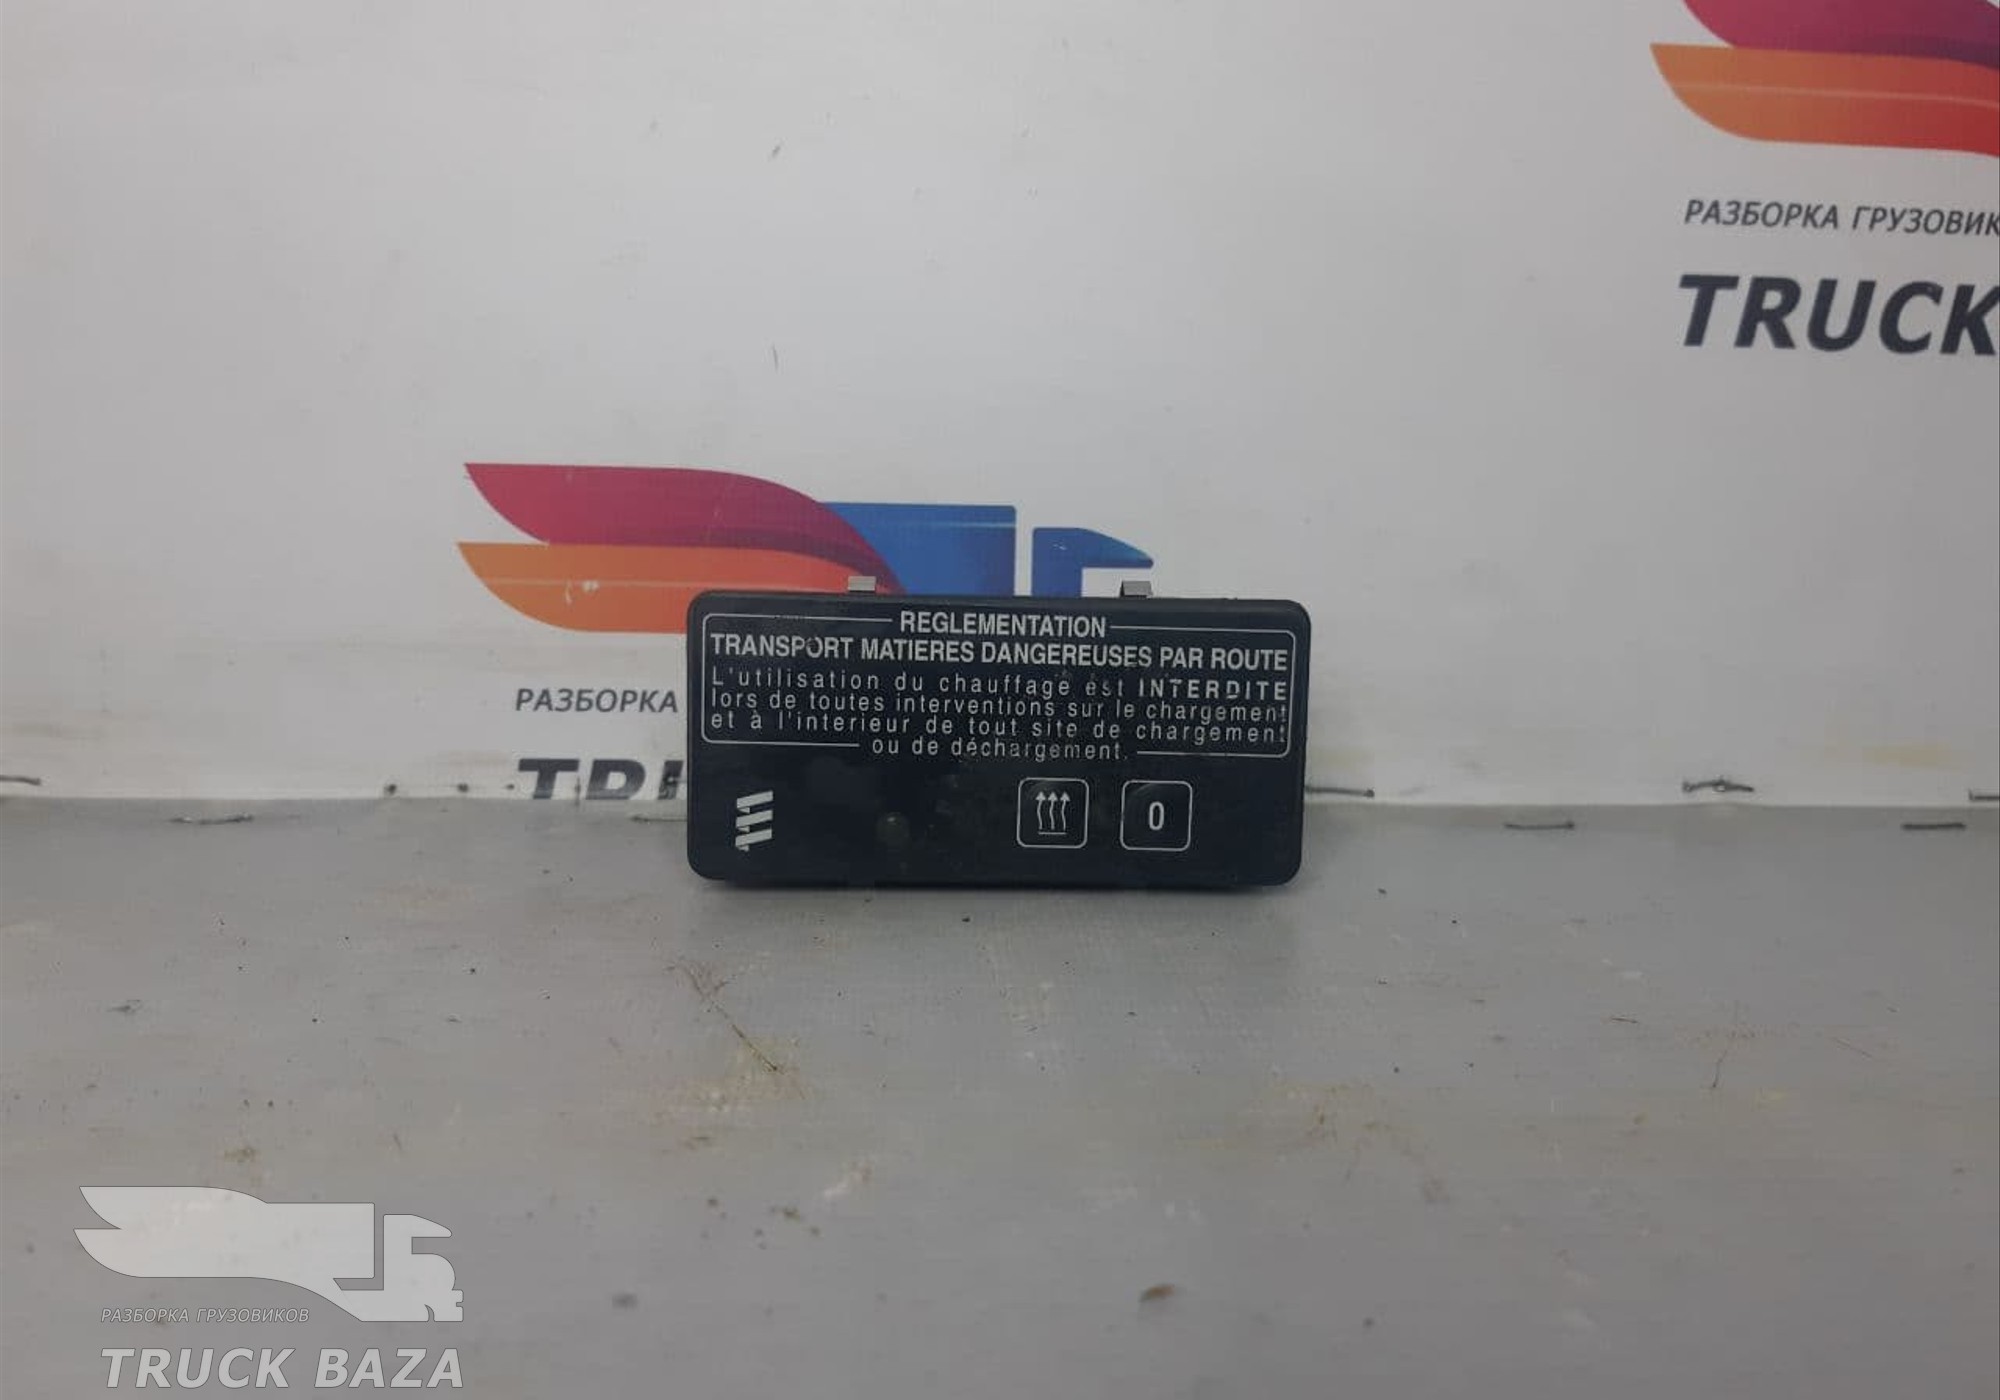 РАЗБОРКА ГРУЗОВИК
TRUCK
РАЗБОРКА
REGLEMENTATION
TRANSPORT MATIERES DANGEREUSES PAR ROUTE
L'utilisation du chauffage est INTERDITE
lors de toutes interventions sur le chargement
et à l'interieur de tout site de chargement
ou de déchargement.
0
РАЗБОРКА ГРУЗОВИКОВ
TRUCK BAZA